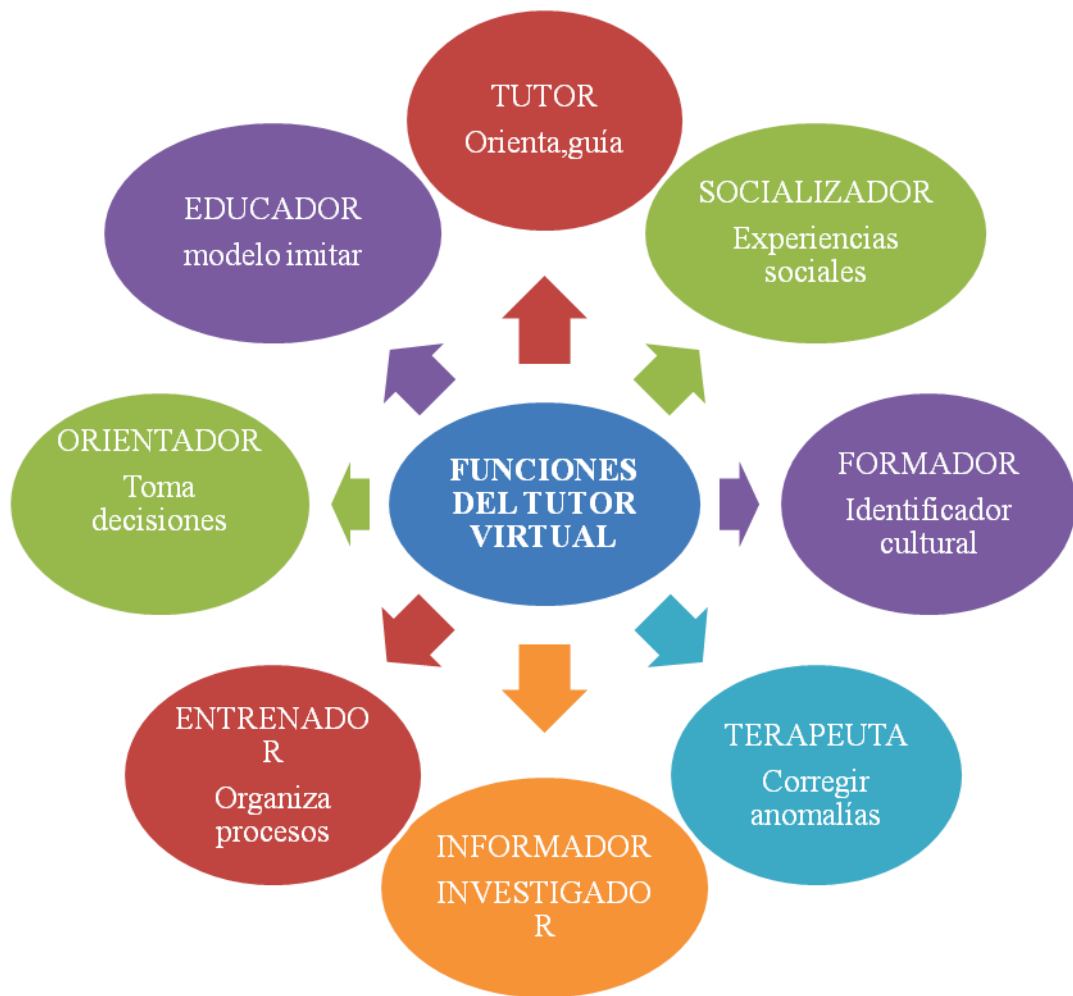 TUTOR
Orienta,guía
SOCIALIZADOR
Experiencias
sociales
FORMADOR
Identificador
cultural
TERAPEUTA
Corregir
anomalías
INFORMADOR
INVESTIGADO
R
ENTRENADO
R
Organiza
procesos
ORIENTADOR
Toma
decisiones
EDUCADOR
modelo imitar
FUNCIONES
DEL TUTOR
VIRTUAL